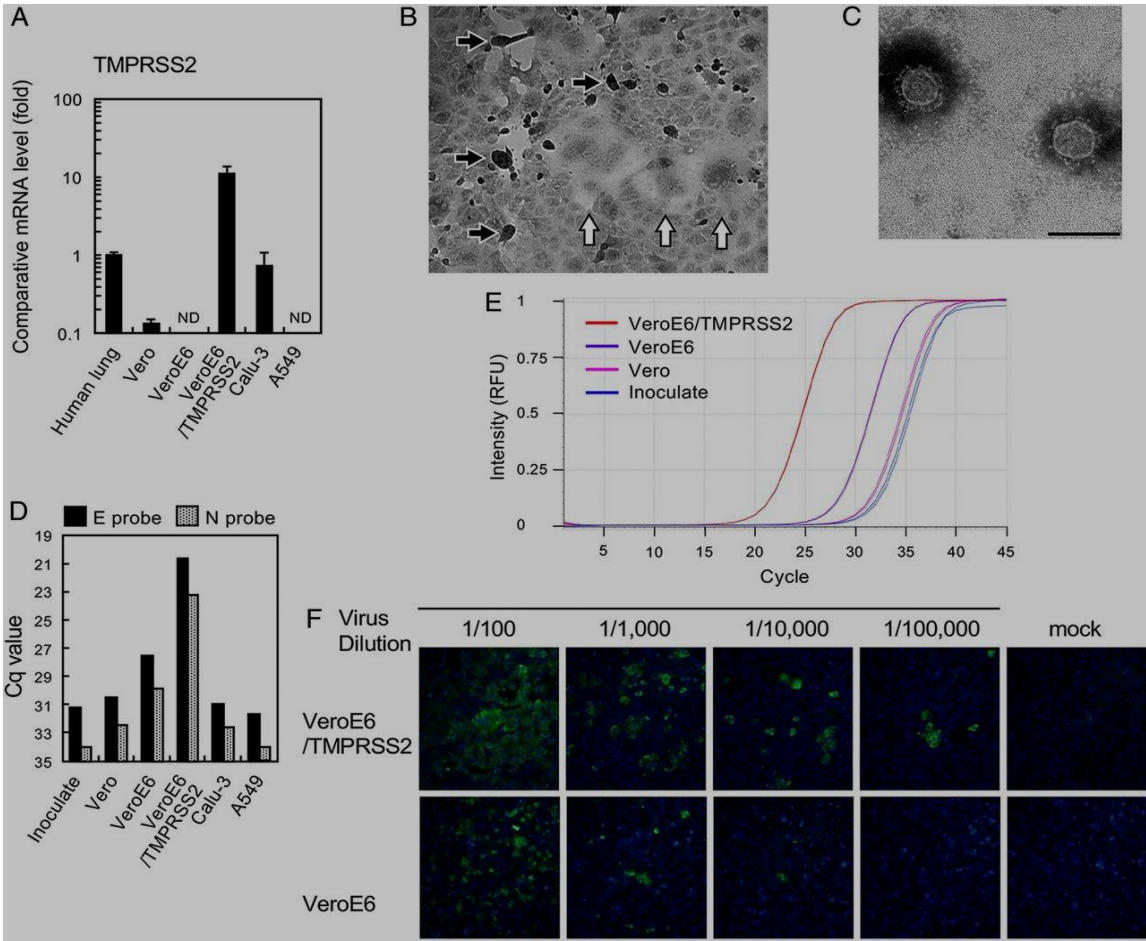 A
TMPRSS2
Comparative mRNA level (fold)
100
10
1
0.1
ND
ND
Human lung
Vero
VeroE6
VeroE6
/TMPRSS2
Calu-3
A549
B
C
D
E probe
N probe
Cq value
19
21
23
25
27
29
31
33
35
Inoculate
Vero
VeroE6
VeroE6
/TMPRSS2
Calu-3
A549
E
VeroE6/TMPRSS2
VeroE6
Vero
Inoculate
Intensity (RFU)
1
0.75
0.5
0.25
0
5
10
15
20
25
30
35
40
45
Cycle
F
Virus
Dilution
1/100
1/1,000
1/10,000
1/100,000
mock
VeroE6
/TMPRSS2
VeroE6